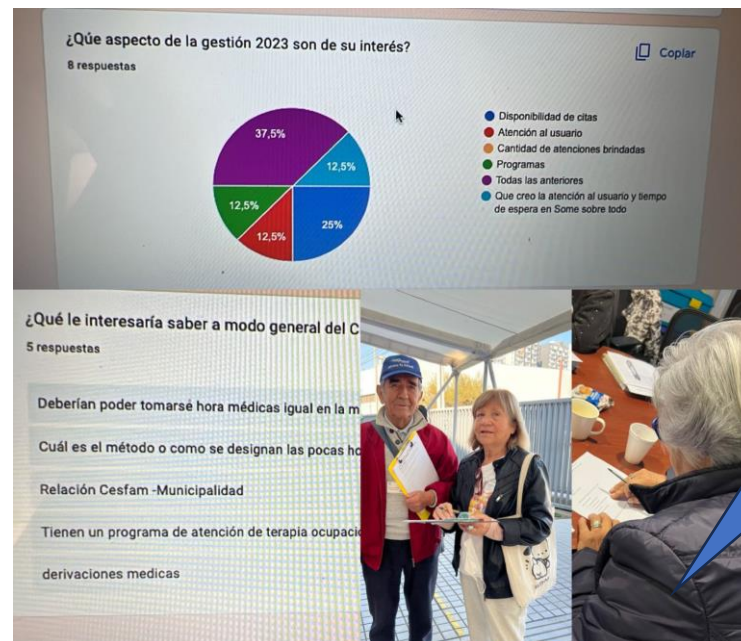 ¿Qúe aspecto de la gestión 2023 son de su interés?
Copiar
8 respuestas
37,5%
12,5%
12,5%
12,5%
25%
Disponibilidad de citas
Atención al usuario
Cantidad de atenciones brindadas
Programas
Todas las anteriores
Que creo la atención al usuario y tiempo
de espera en Some sobre todo
¿Qué le interesaría saber a modo general del C
5 respuestas
Deberían poder tomarse hora médicas igual en la m
Cuál es el método o como se designan las pocas ho
Relación Cesfam -Municipalidad
Tienen un programa de atención de terapia ocupaci
derivaciones medicas